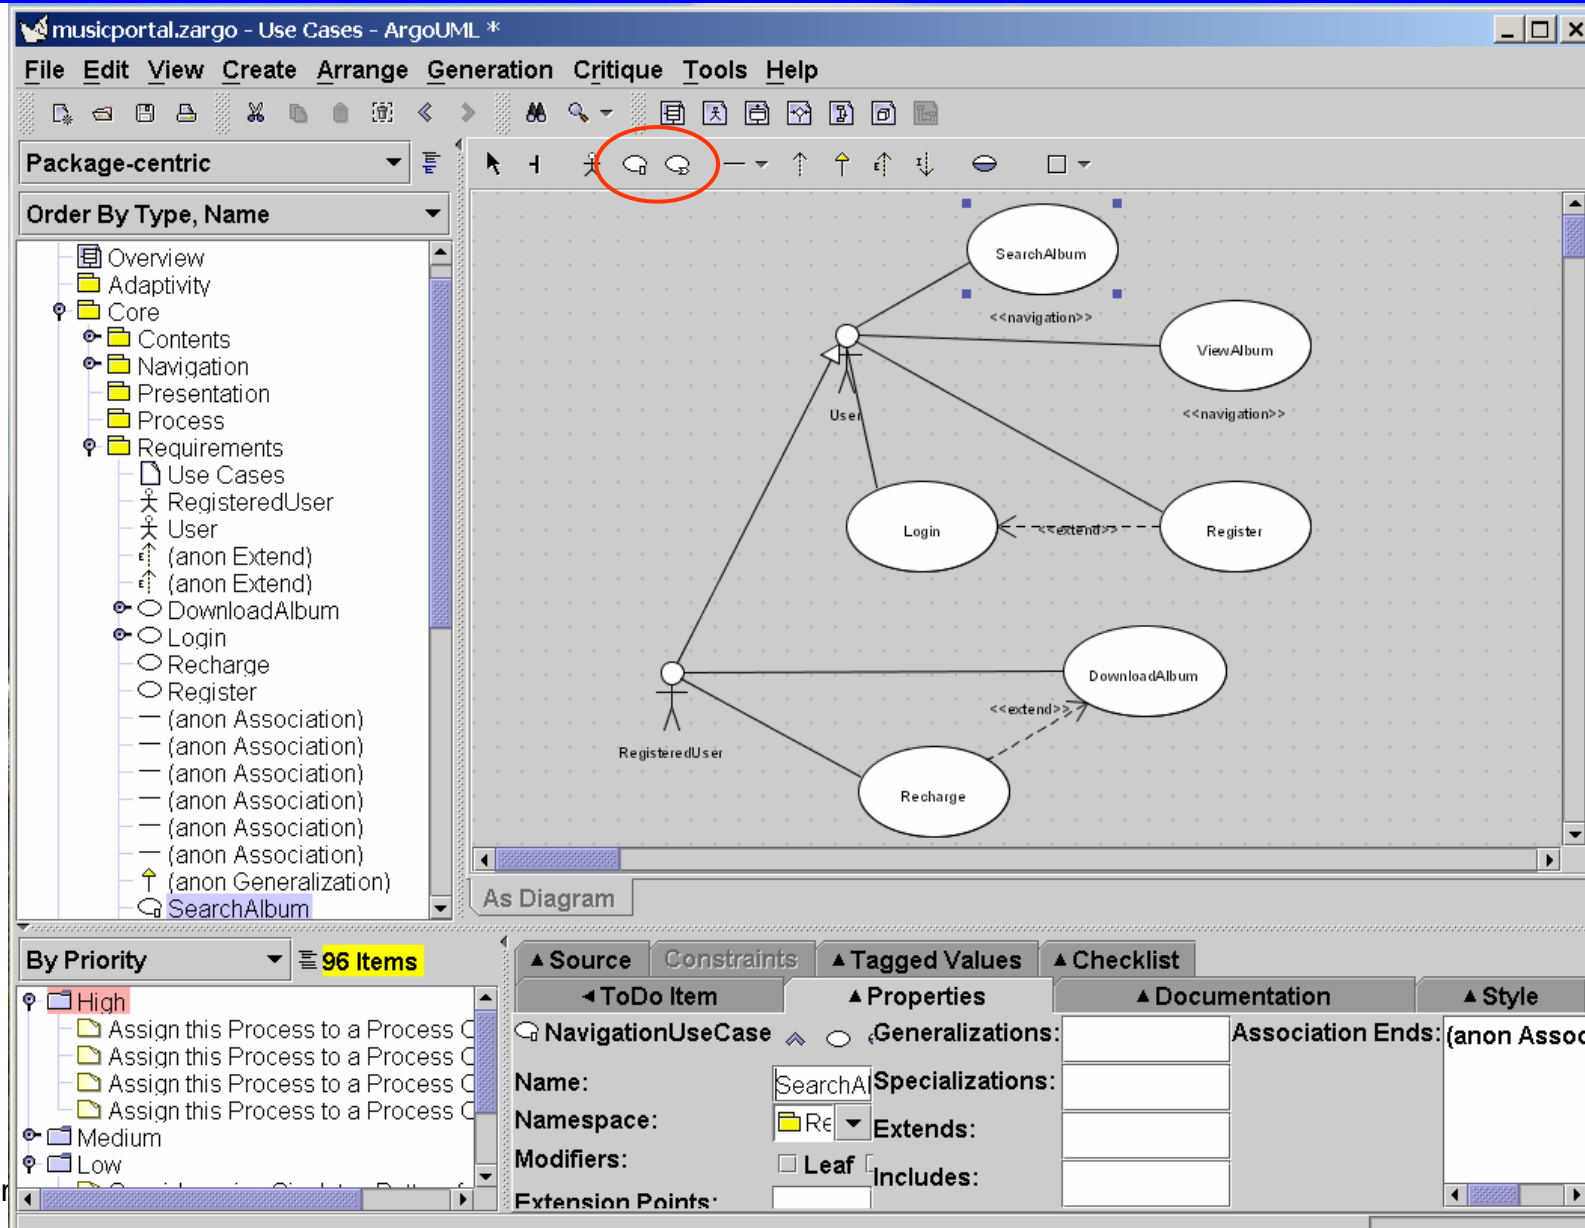 musicportal.zargo - Use Cases - ArgoUML *
File Edit View Create Arrange Generation Critique Tools Help
Package-centric
Order By Type, Name
Overview
Adaptivity
Core
Contents
Navigation
Presentation
Process
Requirements
Use Cases
RegisteredUser
User
(anon Extend)
(anon Extend)
DownloadAlbum
Login
Recharge
Register
(anon Association)
(anon Association)
(anon Association)
(anon Association)
(anon Association)
(anon Association)
(anon Generalization)
SearchAlbum
SearchAlbum
<<navigation>>
ViewAlbum
<<navigation>>
User
Login
<<extend>>
Register
DownloadAlbum
<<extend>>
RegisteredUser
Recharge
As Diagram
By Priority
96 Items
High
Assign this Process to a Process C
Assign this Process to a Process C
Assign this Process to a Process C
Assign this Process to a Process C
Medium
Low
Source Constraints Tagged Values Checklist
ToDo Item Properties Documentation Style
NavigationUseCase
Name: SearchAl
Namespace: Re
Modifiers: Leaf
Extension Points:
Generalizations:
Specializations:
Extends:
Includes:
Association Ends: (anon Assoc